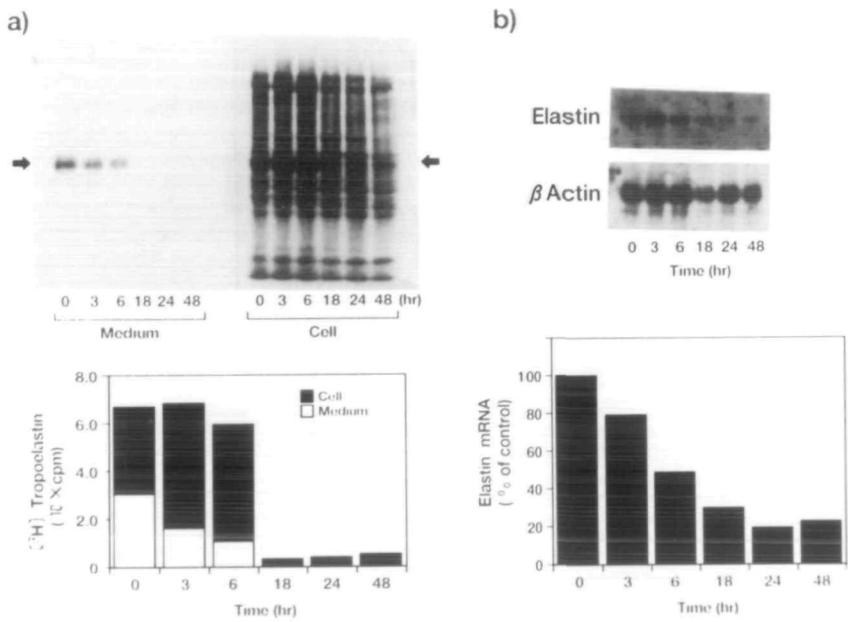 a)
0 3 6 18 24 48
0 3 6 18 24 48 (hr)
Medium
Cell
8.0
6.0
4.0
2.0
0
[³H] Tropoelastin
Cell
Medium
0 3 6 18 24 48
Time (hr)
b)
Elastin
β Actin
0 3 6 18 24 48
Time (hr)
100
80
60
40
20
0
Elastin mRNA
(% of control)
0 3 6 18 24 48
Time (hr)